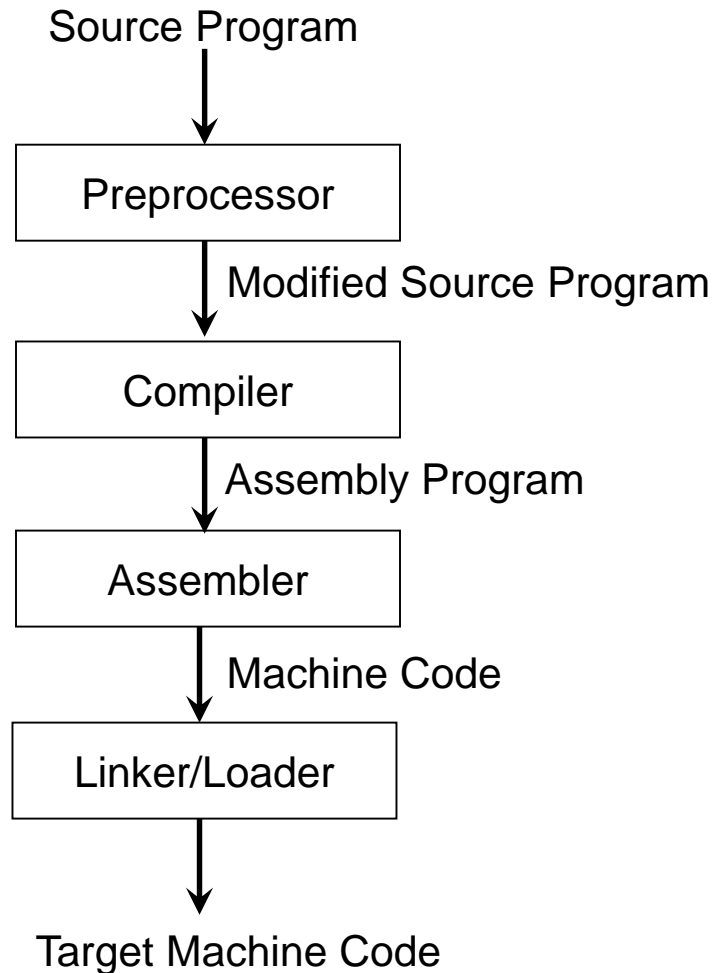 Source Program
Preprocessor
Modified Source Program
Compiler
Assembly Program
Assembler
Machine Code
Linker/Loader
Target Machine Code